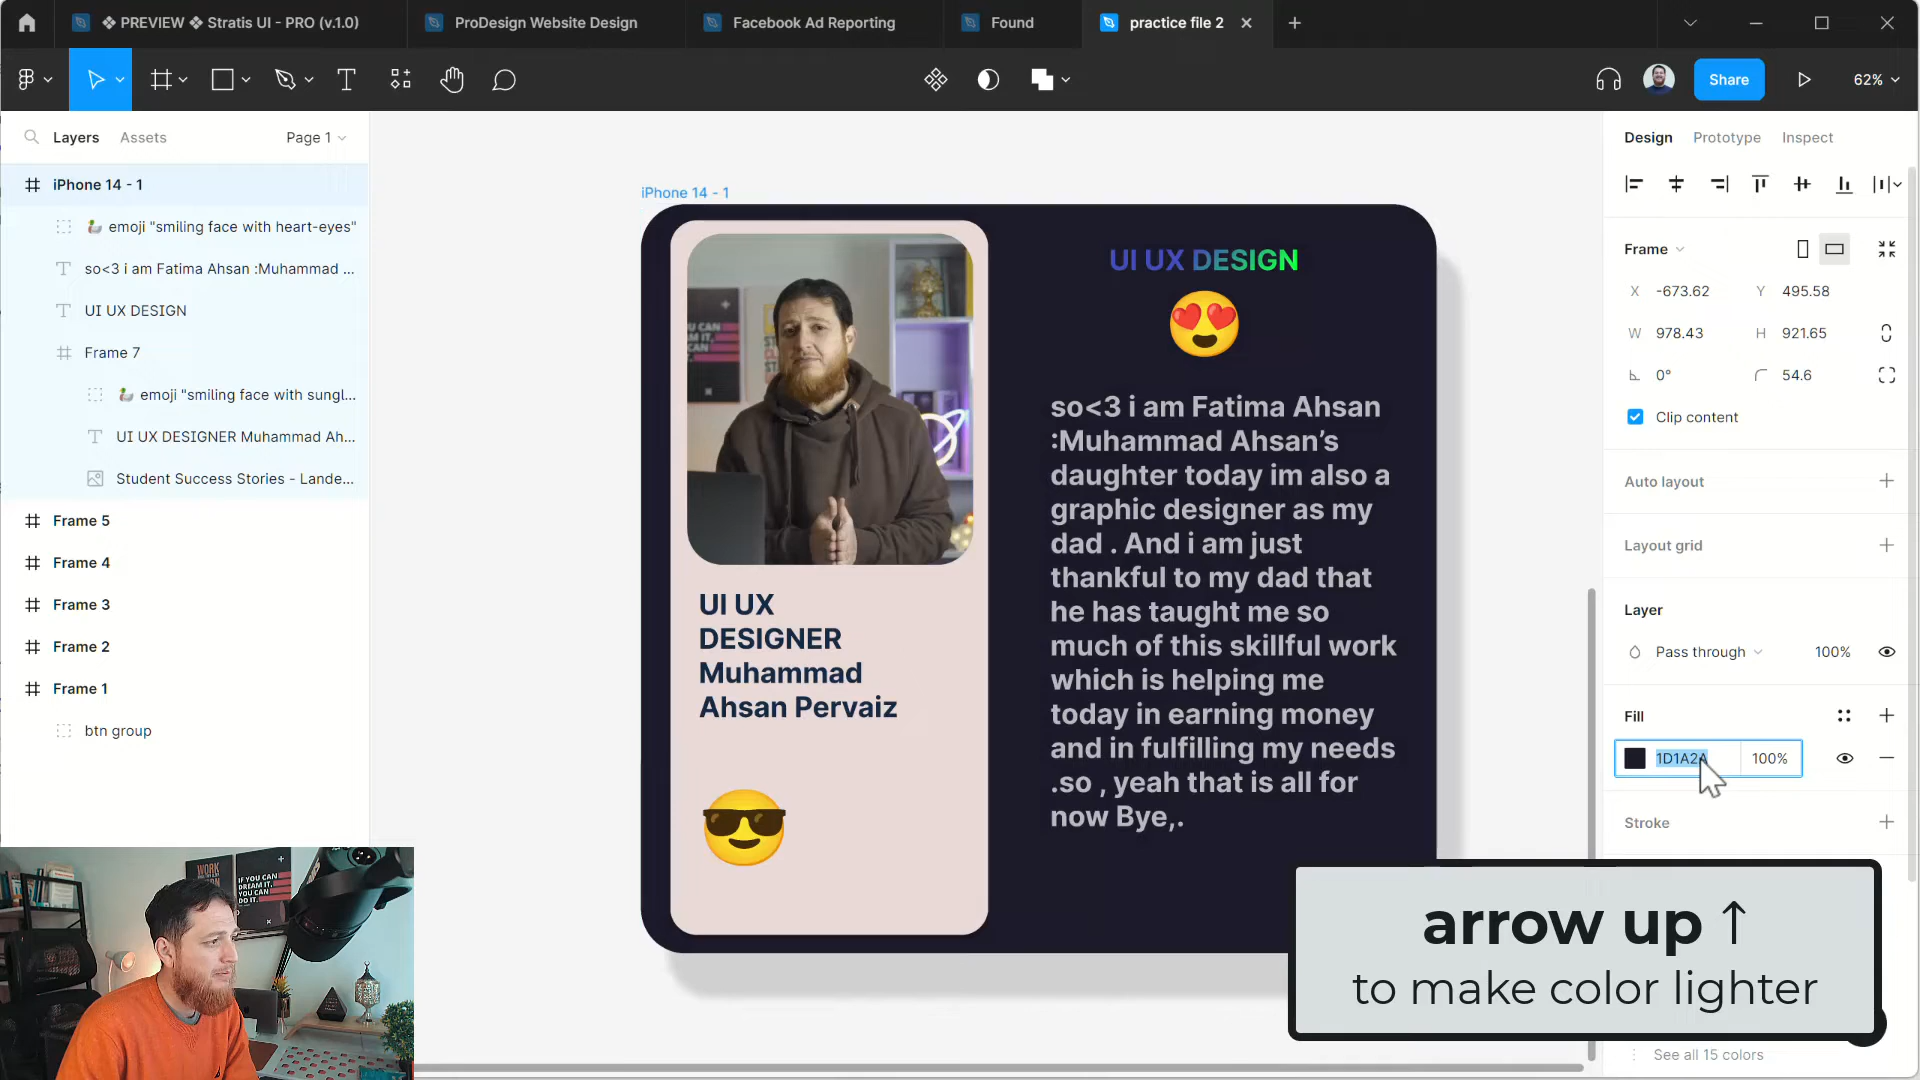 ❖ PREVIEW ❖ Stratis UI - PRO (v.1.0)
ProDesign Website Design
Facebook Ad Reporting
Found
practice file 2
Share
62%
Layers
Assets
Page 1
iPhone 14 - 1
emoji "smiling face with heart-eyes"
so<3 i am Fatima Ahsan :Muhammad ...
UI UX DESIGN
Frame 7
emoji "smiling face with sungl...
UI UX DESIGNER Muhammad Ah...
Student Success Stories - Lande...
Frame 5
Frame 4
Frame 3
Frame 2
Frame 1
btn group
iPhone 14 - 1
UI UX
DESIGNER
Muhammad
Ahsan Pervaiz
UI UX DESIGN
so<3 i am Fatima Ahsan
:Muhammad Ahsan’s
daughter today im also a
graphic designer as my
dad . And i am just
thankful to my dad that
he has taught me so
much of this skillful work
which is helping me
today in earning money
and in fulfilling my needs
.so , yeah that is all for
now Bye,.
Design
Prototype
Inspect
Frame
X -673.62 Y 495.58
W 978.43 H 921.65
0° 54.6
Clip content
Auto layout
Layout grid
Layer
Pass through 100%
Fill
1D1A2A 100%
Stroke
arrow up ↑
to make color lighter
See all 15 colors
IF YOU CAN
DREAM IT,
YOU CAN
DO IT.